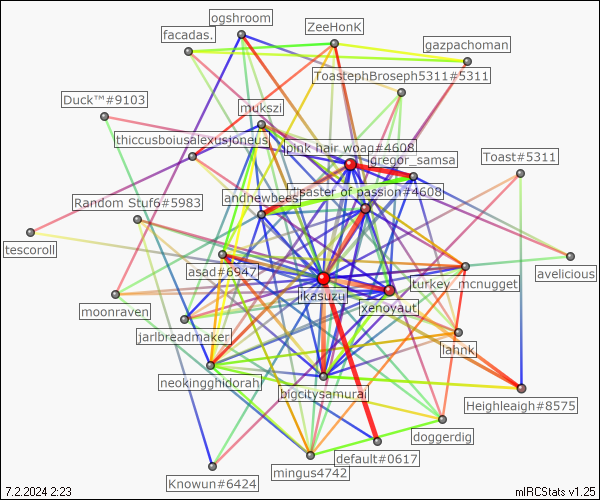 ogshroom
ZeeHonK
facadas.
gazpachoman
ToastephBroseph5311#5311
Duck™#9103
mukszi
thiccusboiusalexusjoneus
pink hair woag#4608
gregor_samsa
Toast#5311
andnewbees
saster of passion#4608
Random Stuf6#5983
tescoroll
asad#6947
avelicious
turkey_mcnugget
ikasuzu
xenoyaut
moonraven
jarlbreadmaker
lahnk
neokingghidorah
bigcitysamurai
Heighleaigh#8575
doggerdig
default#0617
mingus4742
Knowun#6424
7.2.2024 2:23
mIRCStats v1.25